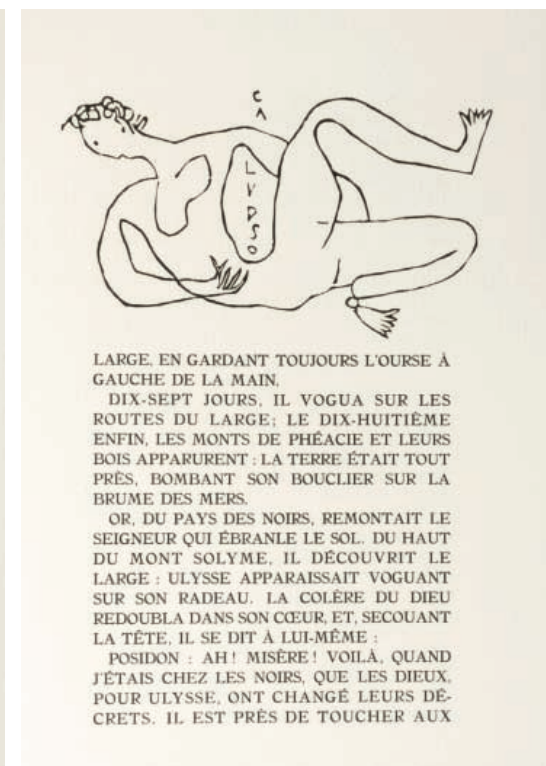 CA
LVPSO
LARGE, EN GARDANT TOUJOURS L'OURSE À
GAUCHE DE LA MAIN.
DIX-SEPT JOURS, IL VOGUA SUR LES
ROUTES DU LARGE; LE DIX-HUITIÈME
ENFIN, LES MONTS DE PHÉACIE ET LEURS
BOIS APPARURENT : LA TERRE ÉTAIT TOUT
PRÈS, BOMBANT SON BOUCLIER SUR LA
BRUME DES MERS.
OR, DU PAYS DES NOIRS, REMONTAIT LE
SEIGNEUR QUI ÉBRANLE LE SOL. DU HAUT
DU MONT SOLYME, IL DÉCOUVRIT LE
LARGE : ULYSSE APPARAISSAIT VOGUANT
SUR SON RADEAU. LA COLÈRE DU DIEU
REDOUBLA DANS SON CŒUR, ET, SECOUANT
LA TÊTE, IL SE DIT À LUI-MÊME :
POSIDON : AH! MISÈRE! VOILÀ, QUAND
J'ÉTAIS CHEZ LES NOIRS, QUE LES DIEUX,
POUR ULYSSE, ONT CHANGÉ LEURS DÉ-
CRETS. IL EST PRÈS DE TOUCHER AUX